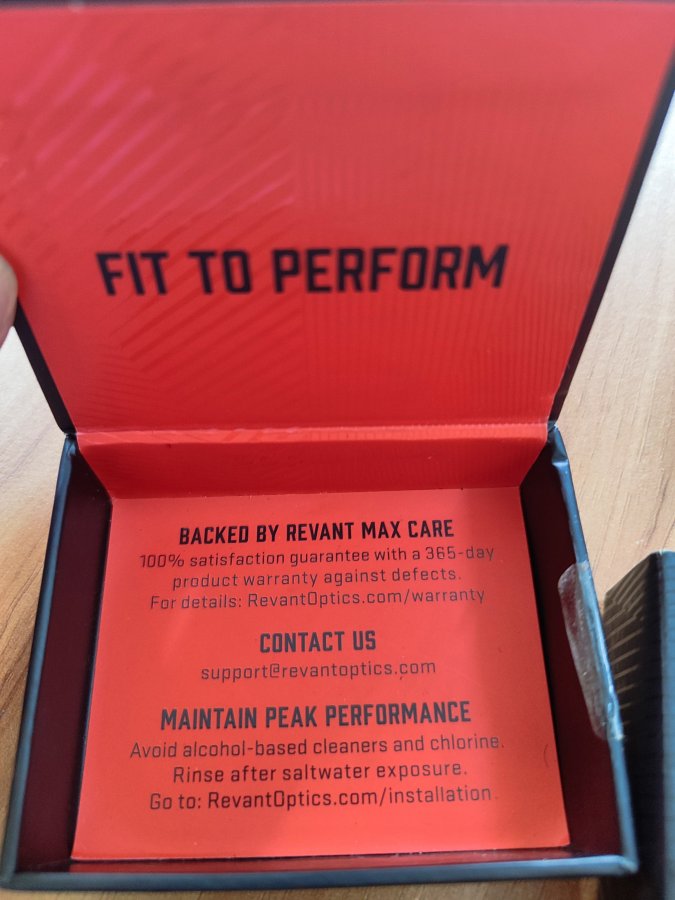 FIT TO PERFORM
BACKED BY REVANT MAX CARE
100% satisfaction guarantee with a 365-day
product warranty against defects.
For details: RevantOptics.com/warranty
CONTACT US
support@revantoptics.com
MAINTAIN PEAK PERFORMANCE
Avoid alcohol-based cleaners and chlorine.
Rinse after saltwater exposure.
Go to: RevantOptics.com/installation